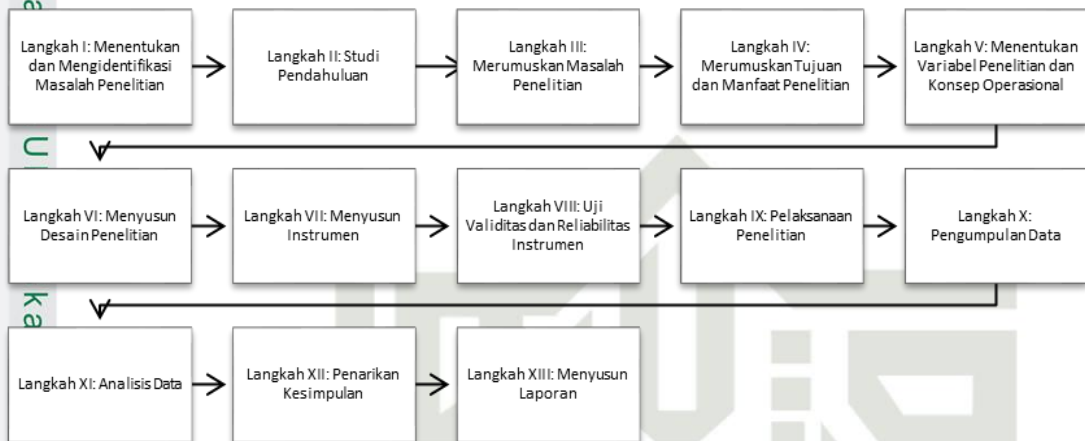 Langkah I: Menentukan
dan Mengidentifikasi
Masalah Penelitian
Langkah II: Studi
Pendahuluan
Langkah III:
Merumuskan Masalah
Penelitian
Langkah IV:
Merumuskan Tujuan
dan Manfaat Penelitian
Langkah V: Menentukan
Variabel Penelitian dan
Konsep Operasional
Langkah VI: Menyusun
Desain Penelitian
Langkah VII: Menyusun
Instrumen
Langkah VIII: Uji
Validitas dan Reliabilitas
Instrumen
Langkah IX: Pelaksanaan
Penelitian
Langkah X:
Pengumpulan Data
Langkah XI: Analisis Data
Langkah XII: Penarikan
Kesimpulan
Langkah XIII: Menyusun
Laporan